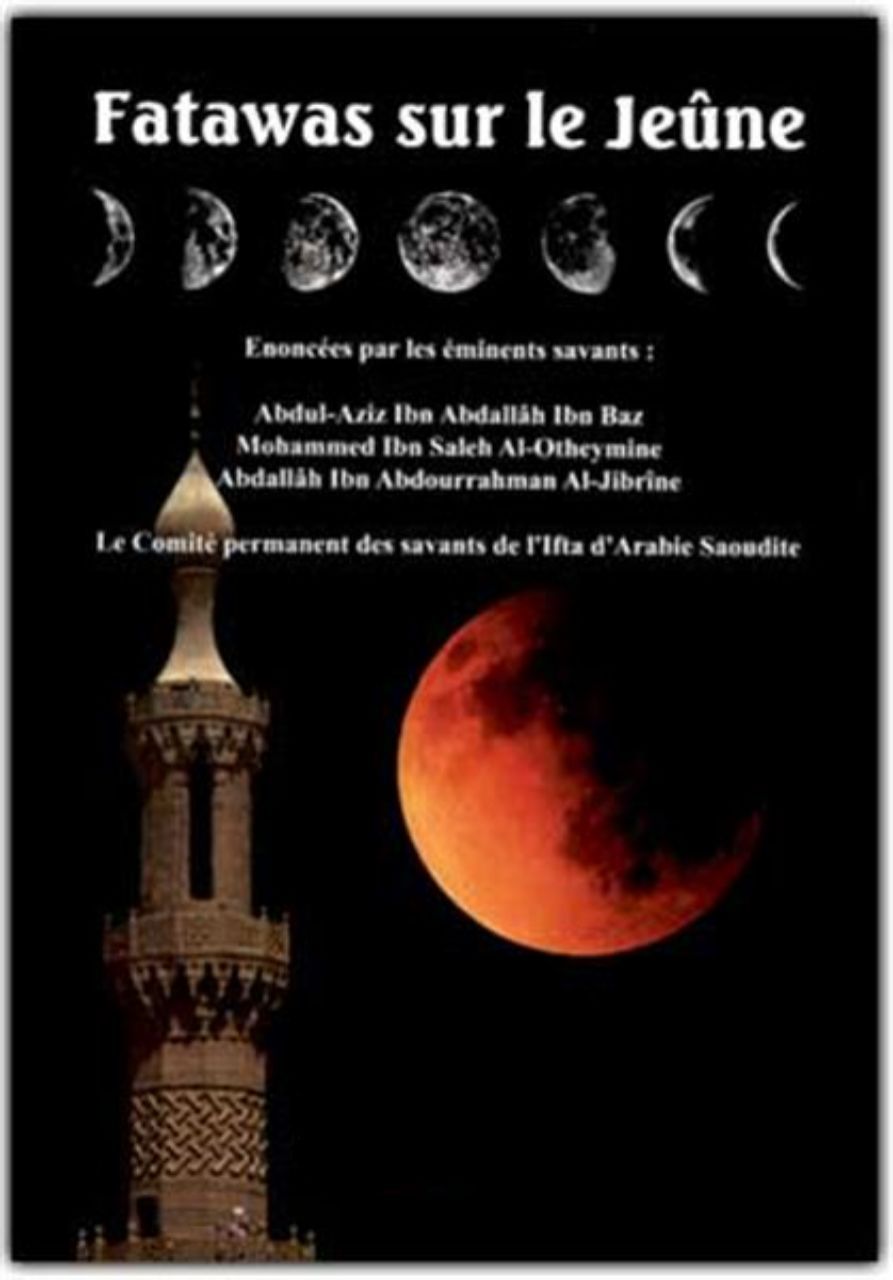 Fatawas sur le Jeûne
Enoncées par les éminents savants :
Abdul-Aziz Ibn Abdallâh Ibn Baz
Mohammed Ibn Saleh Al-Otheymine
Abdallâh Ibn Abdourrahman Al-Jibrîne
Le Comité permanent des savants de l'Ifta d'Arabie Saoudite